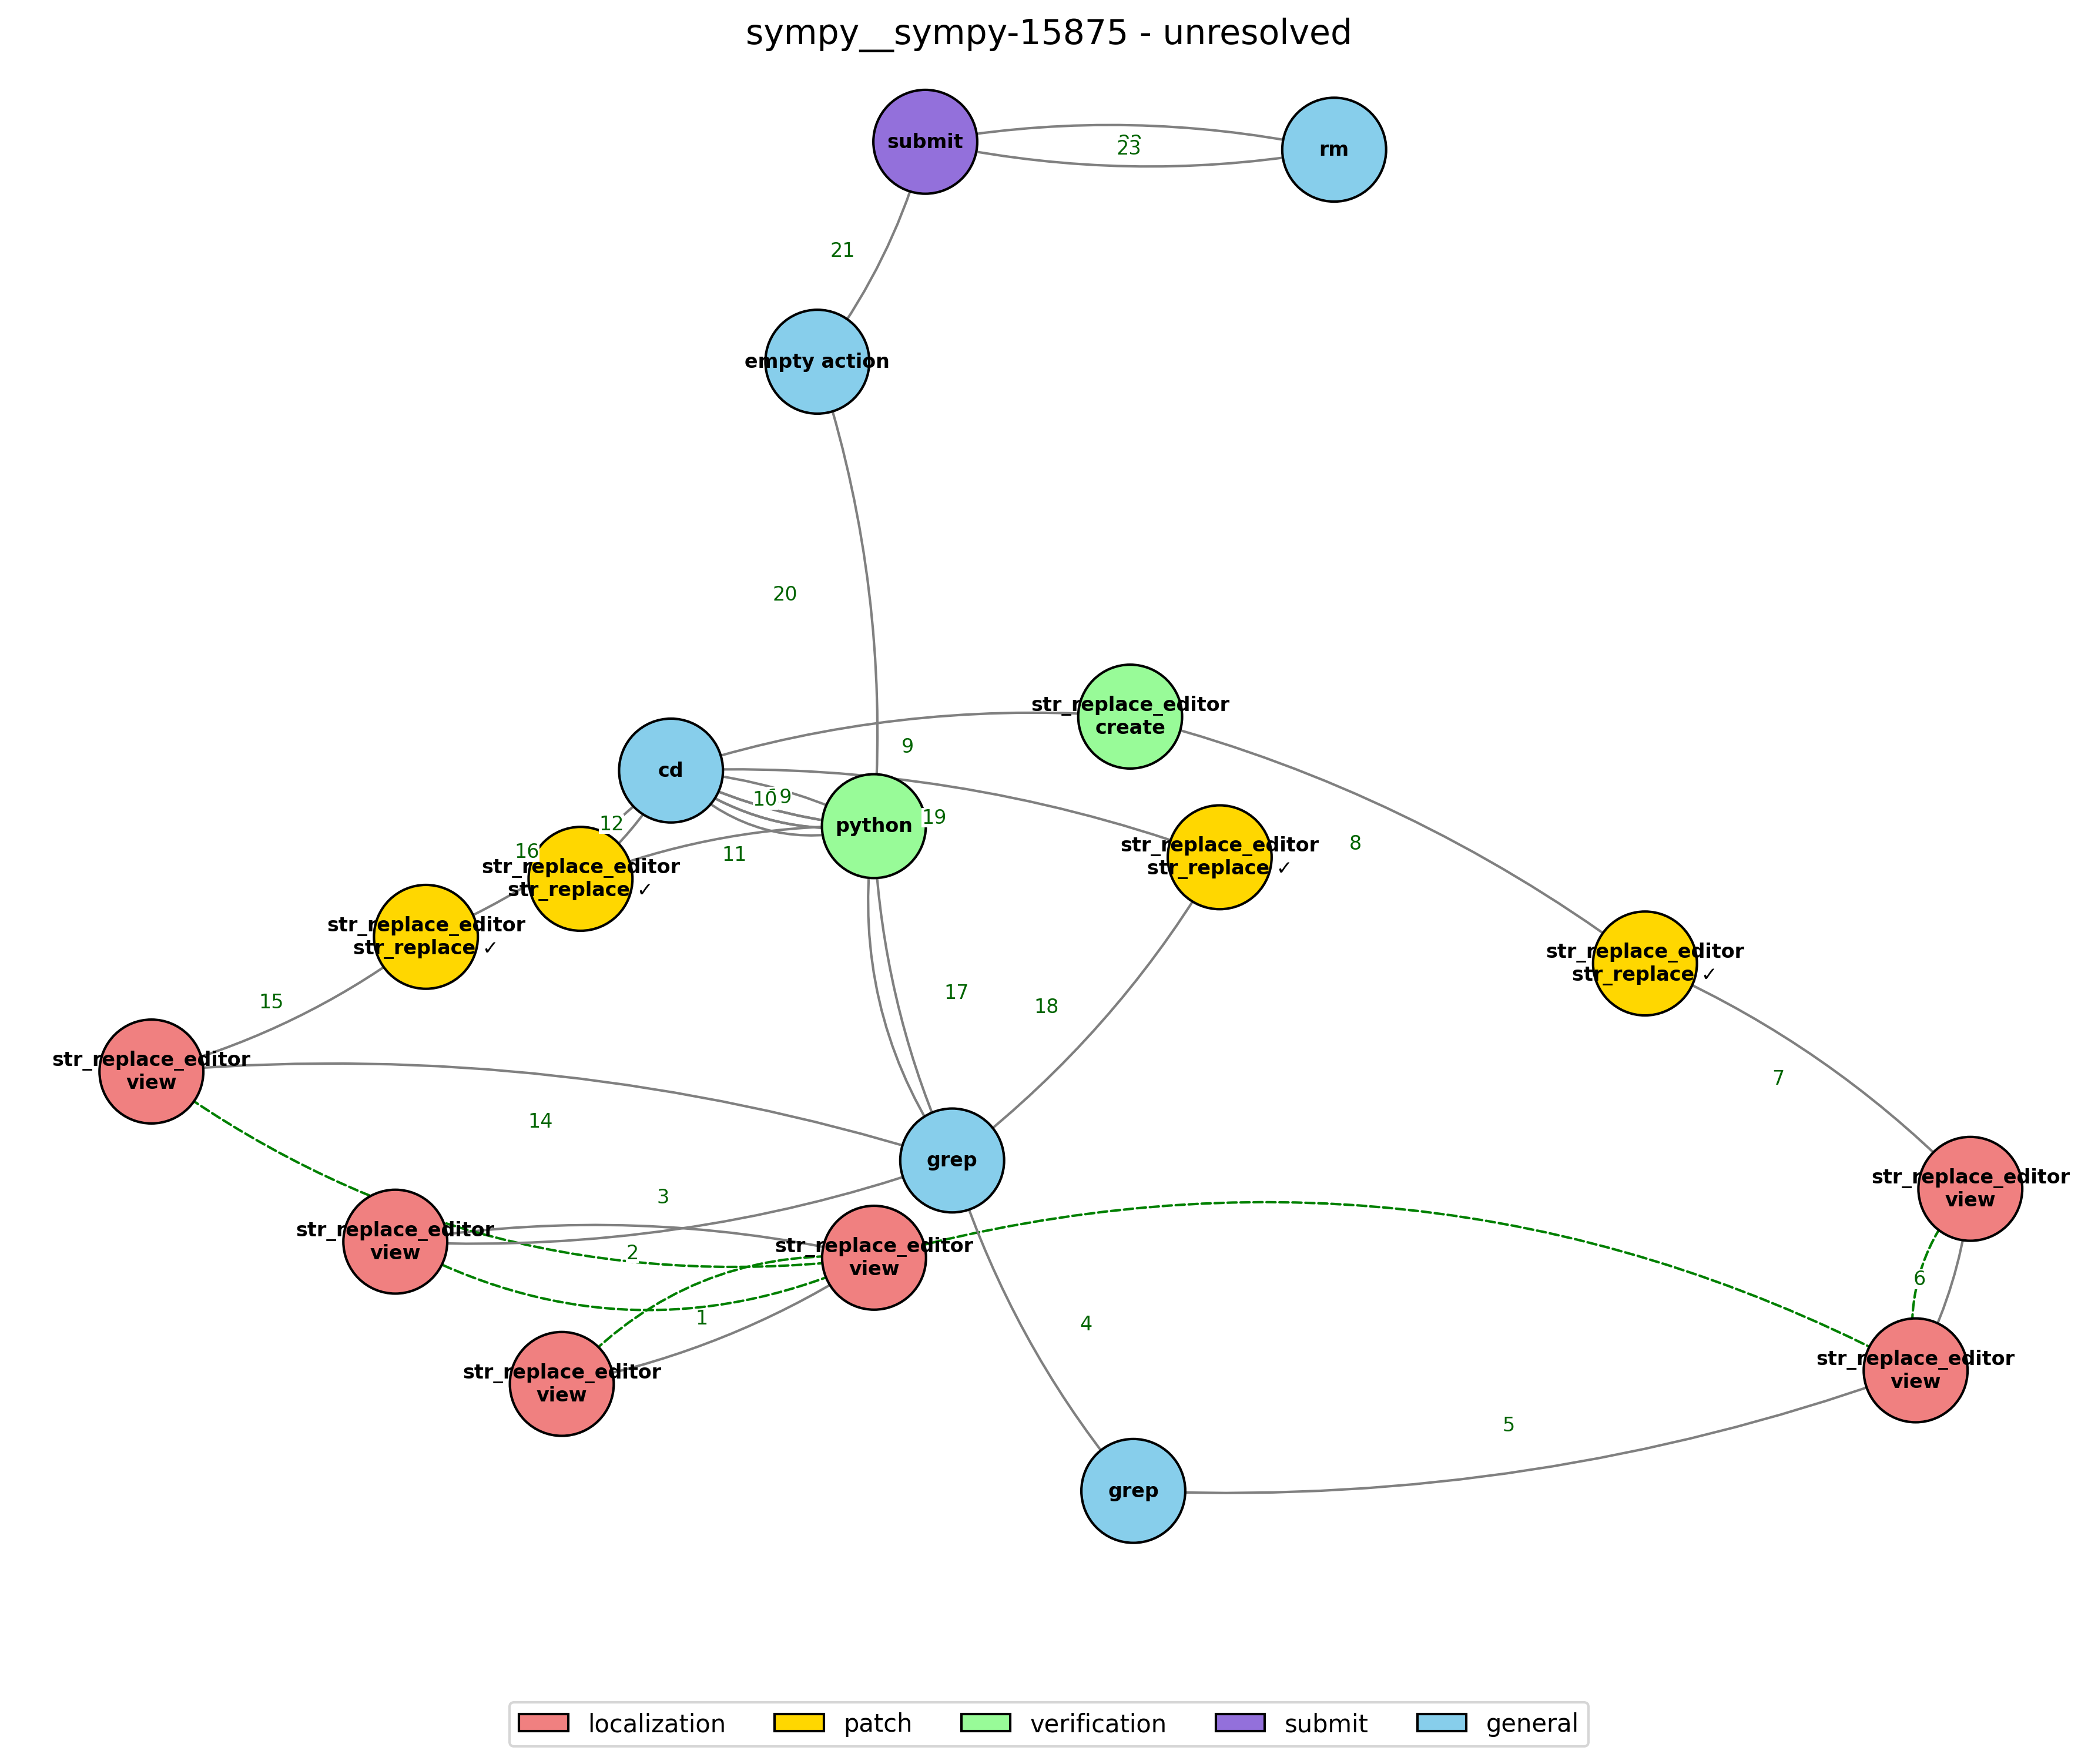 sympy__sympy-15875 - unresolved
submit
rm
23
21
empty action
20
str_replace_editor
create
9
cd
10
9
python
19
12
11
16
str_replace_editor
str_replace ✓
str_replace_editor
str_replace ✓
8
str_replace_editor
str_replace ✓
str_replace_editor
str_replace ✓
17
18
15
str_replace_editor
view
7
14
grep
3
str_replace_editor
view
str_replace_editor
view
2
str_replace_editor
view
6
1
4
str_replace_editor
view
str_replace_editor
view
5
grep
localization
patch
verification
submit
general